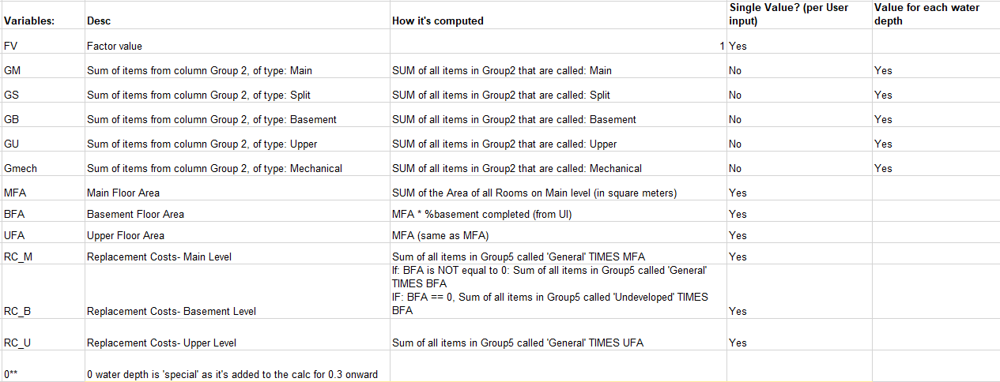 Variables: Desc How it's computed Single Value? (per User input) Value for each water depth
FV Factor value 1 Yes
GM Sum of items from column Group 2, of type: Main SUM of all items in Group2 that are called: Main No Yes
GS Sum of items from column Group 2, of type: Split SUM of all items in Group2 that are called: Split No Yes
GB Sum of items from column Group 2, of type: Basement SUM of all items in Group2 that are called: Basement No Yes
GU Sum of items from column Group 2, of type: Upper SUM of all items in Group2 that are called: Upper No Yes
Gmech Sum of items from column Group 2, of type: Mechanical SUM of all items in Group2 that are called: Mechanical No Yes
MFA Main Floor Area SUM of the Area of all Rooms on Main level (in square meters) Yes
BFA Basement Floor Area MFA * %basement completed (from UI) Yes
UFA Upper Floor Area MFA (same as MFA) Yes
RC_M Replacement Costs- Main Level Sum of all items in Group5 called 'General' TIMES MFA Yes
If: BFA is NOT equal to 0: Sum of all items in Group5 called 'General'
TIMES BFA
IF: BFA == 0, Sum of all items in Group5 called 'Undeveloped' TIMES
RC_B Replacement Costs- Basement Level BFA Yes
RC_U Replacement Costs- Upper Level Sum of all items in Group5 called 'General' TIMES UFA Yes
0** 0 water depth is 'special' as it's added to the calc for 0.3 onward